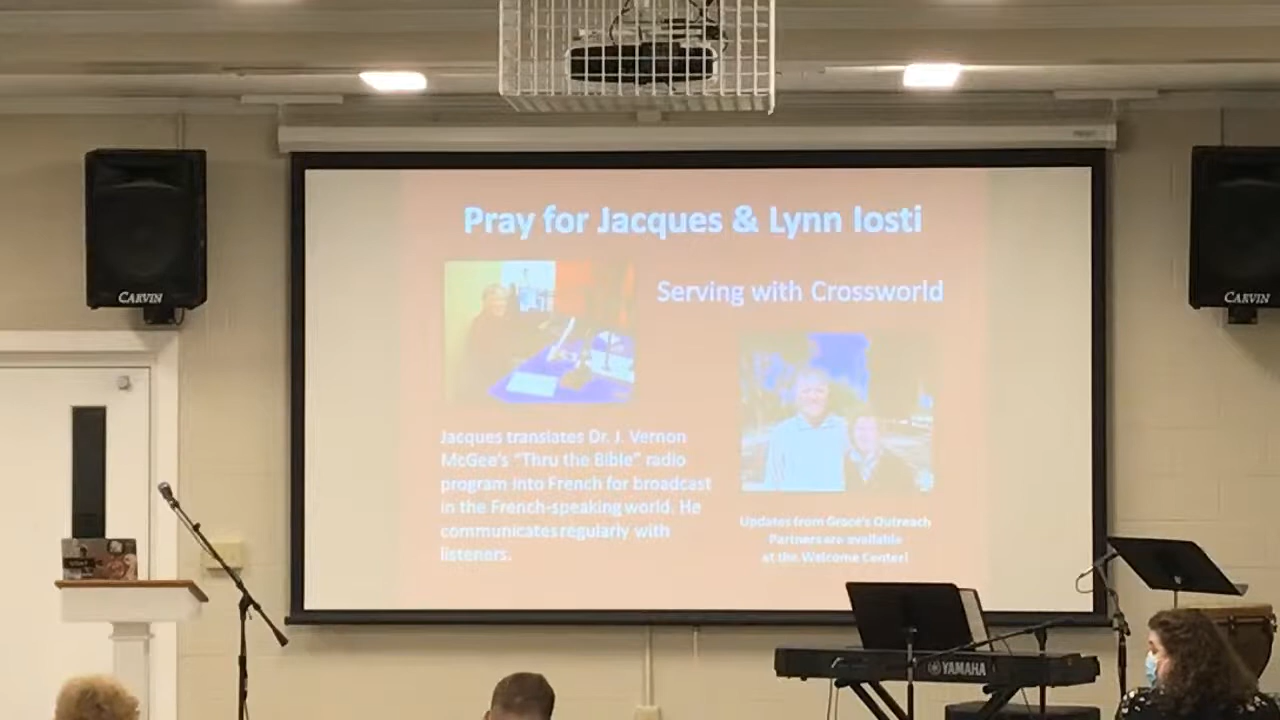 Pray for Jacques & Lynn Iosti
Serving with Crossworld
Jacques translates Dr. J. Vernon
McGee's "Thru the Bible" radio
program into French for broadcast
in the French-speaking world. He
communicates regularly with
listeners.
Updates from Grace's Outreach
Partners are available
at the Welcome Center!
CARVIN
CARVIN
YAMAHA